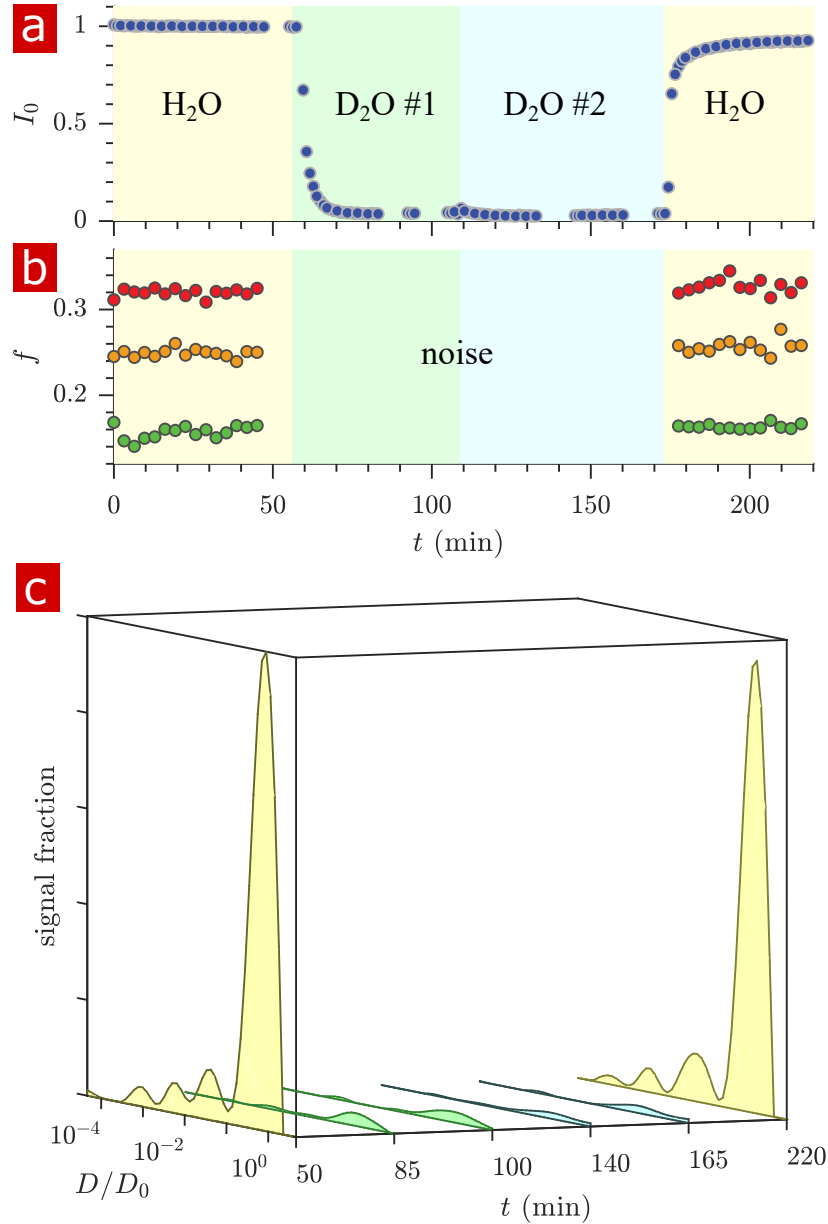 a
1
0.5
0
I₀
H₂O
D₂O #1
D₂O #2
H₂O
b
0.3
0.2
f
noise
0 50 100 150 200
t (min)
c
signal fraction
10⁻⁴ 10⁻² 10⁰
D/D₀
50 85 100 140 165 220
t (min)